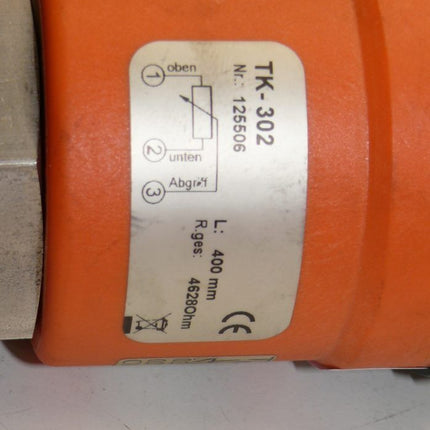 TK-302
Nr.: 125506
1 oben
2 unten
3 Abgriff
L: 400 mm
R.ges: 4628Ohm
CE